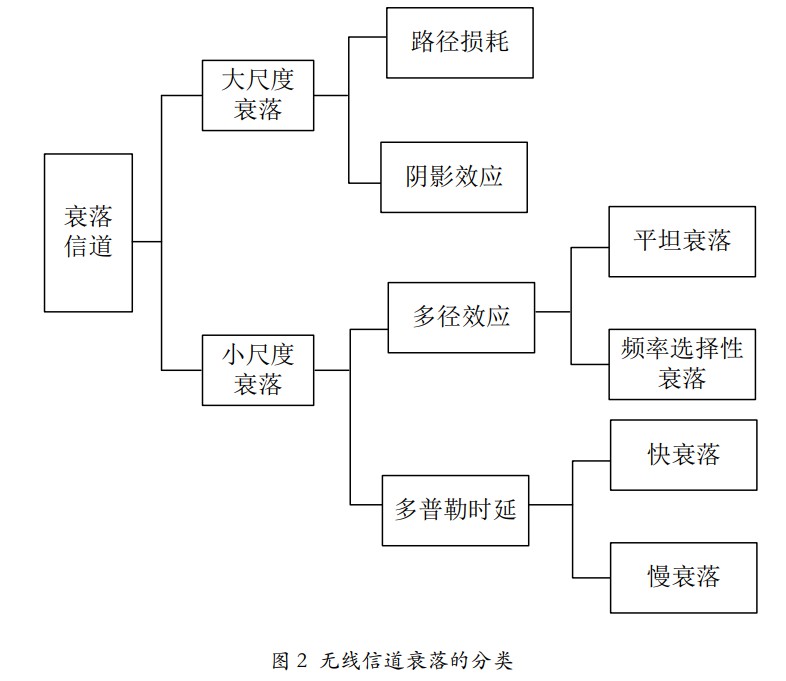 衰落
信道
大尺度
衰落
路径损耗
阴影效应
小尺度
衰落
多径效应
平坦衰落
频率选择性
衰落
多普勒时延
快衰落
慢衰落
图 2 无线信道衰落的分类